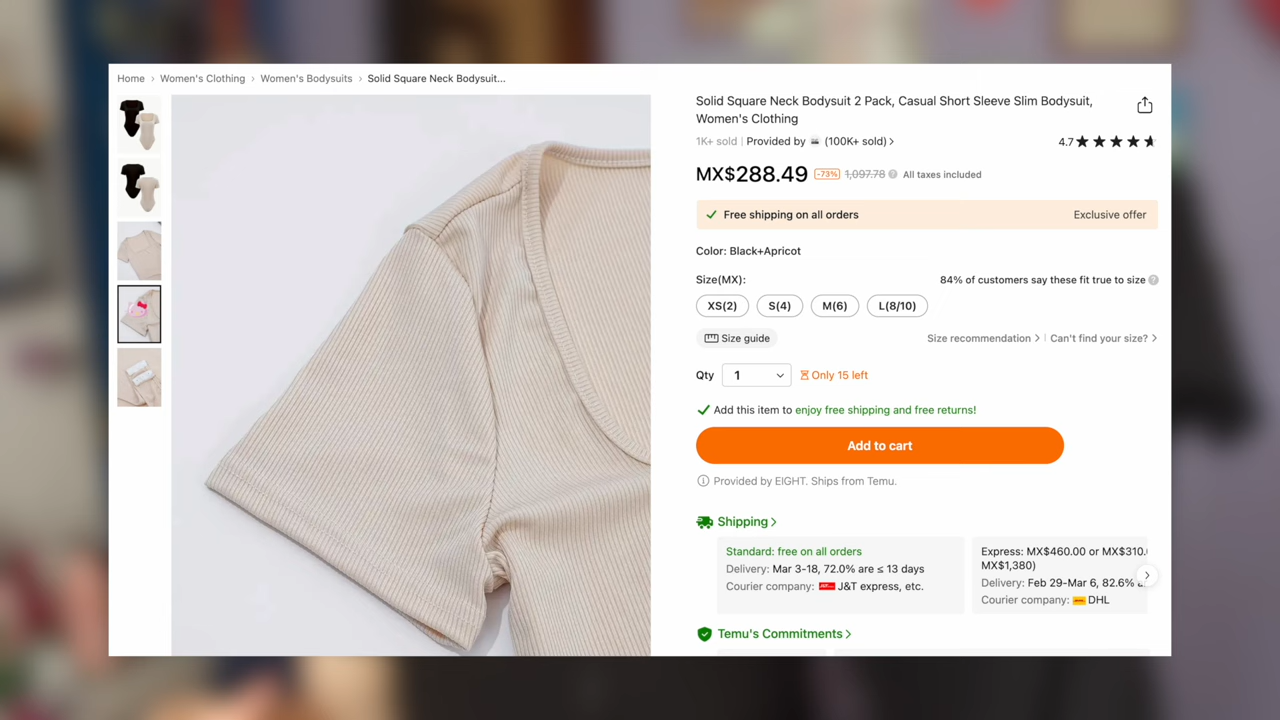 Home > Women's Clothing > Women's Bodysuits > Solid Square Neck Bodysuit...
Solid Square Neck Bodysuit 2 Pack, Casual Short Sleeve Slim Bodysuit,
Women's Clothing
1K+ sold | Provided by (100K+ sold) >
4.7
MX$288.49 -73% 1,097.78 ? All taxes included
Free shipping on all orders
Exclusive offer
Color: Black+Apricot
Size(MX):
84% of customers say these fit true to size ?
XS(2) S(4) M(6) L(8/10)
Size guide
Size recommendation > | Can't find your size? >
Qty 1 Only 15 left
Add this item to enjoy free shipping and free returns!
Add to cart
Provided by EIGHT. Ships from Temu.
Shipping >
Standard: free on all orders
Delivery: Mar 3-18, 72.0% are ≤ 13 days
Courier company: J&T express, etc.
Express: MX$460.00 or MX$310.
MX$1,380)
Delivery: Feb 29-Mar 6, 82.6%
Courier company: DHL
Temu's Commitments >